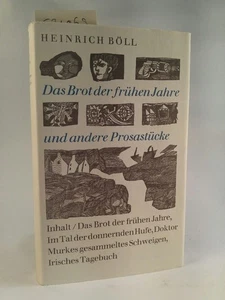 HEINRICH BÖLL
Das Brot der frühen Jahre
und andere Prosastücke
Inhalt / Das Brot der frühen Jahre,
Im Tal der donnernden Hufe, Doktor
Murkes gesammeltes Schweigen,
Irisches Tagebuch